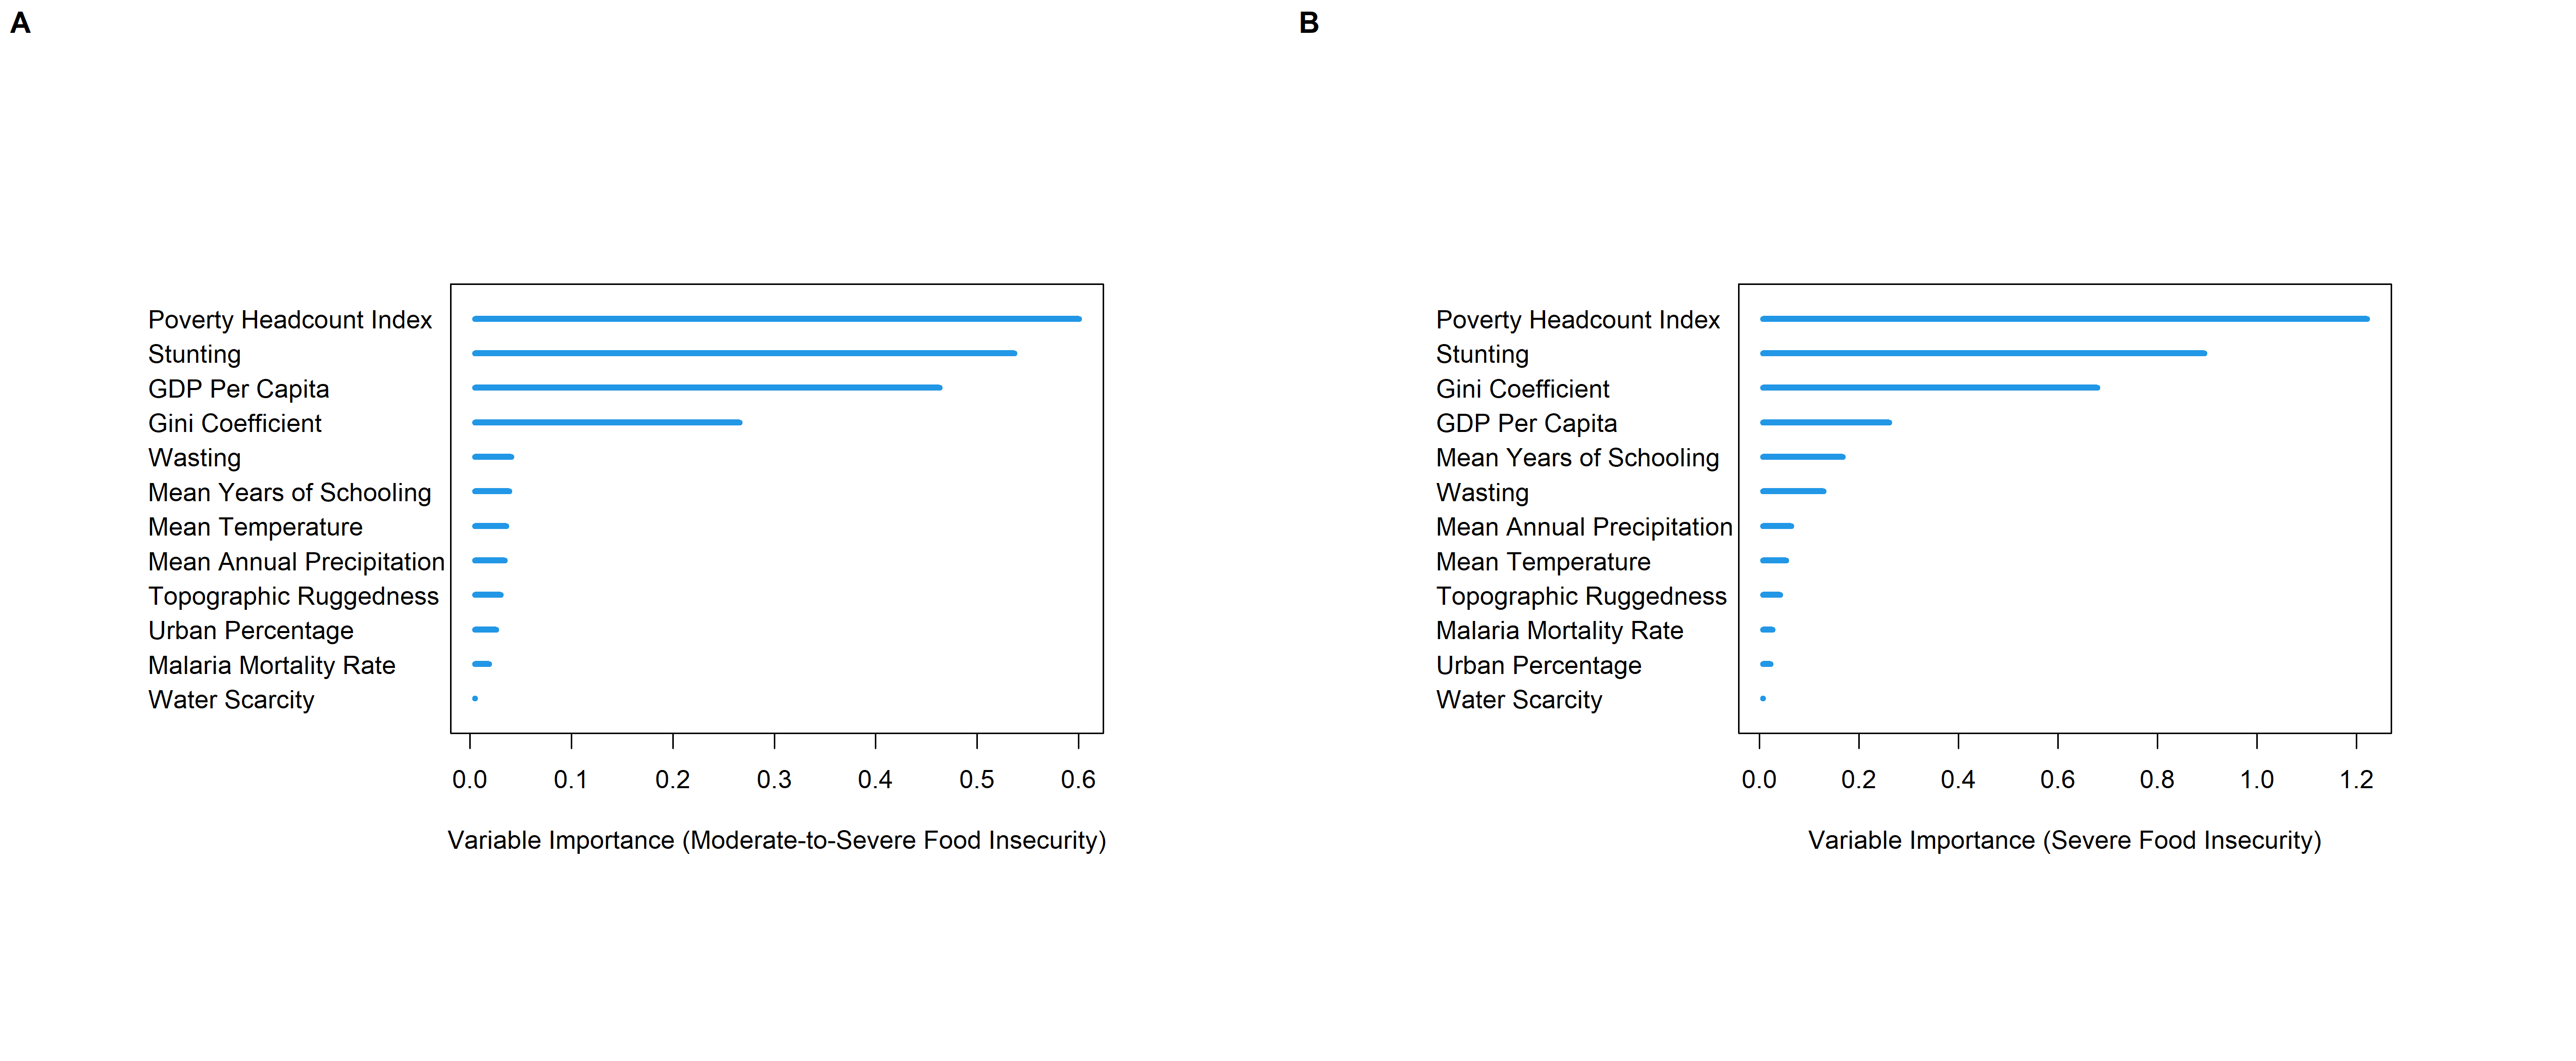 A
Poverty Headcount Index
Stunting
GDP Per Capita
Gini Coefficient
Wasting
Mean Years of Schooling
Mean Temperature
Mean Annual Precipitation
Topographic Ruggedness
Urban Percentage
Malaria Mortality Rate
Water Scarcity
0.0 0.1 0.2 0.3 0.4 0.5 0.6
Variable Importance (Moderate-to-Severe Food Insecurity)
B
Poverty Headcount Index
Stunting
Gini Coefficient
GDP Per Capita
Mean Years of Schooling
Wasting
Mean Annual Precipitation
Mean Temperature
Topographic Ruggedness
Malaria Mortality Rate
Urban Percentage
Water Scarcity
0.0 0.2 0.4 0.6 0.8 1.0 1.2
Variable Importance (Severe Food Insecurity)